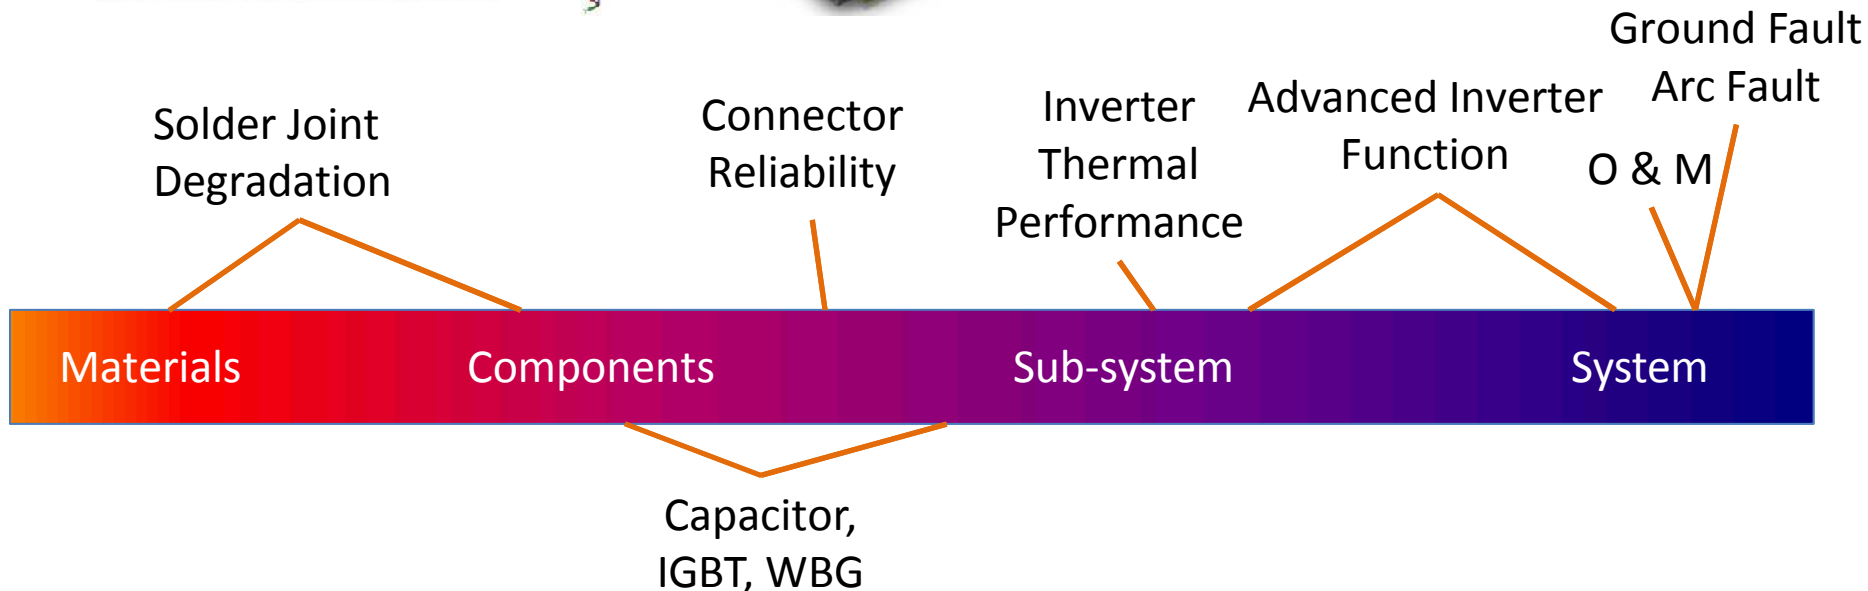 Ground Fault
Arc Fault
Solder Joint
Degradation
Connector
Reliability
Inverter
Thermal
Performance
Advanced Inverter
Function
O & M
Materials
Components
Sub-system
System
Capacitor,
IGBT, WBG